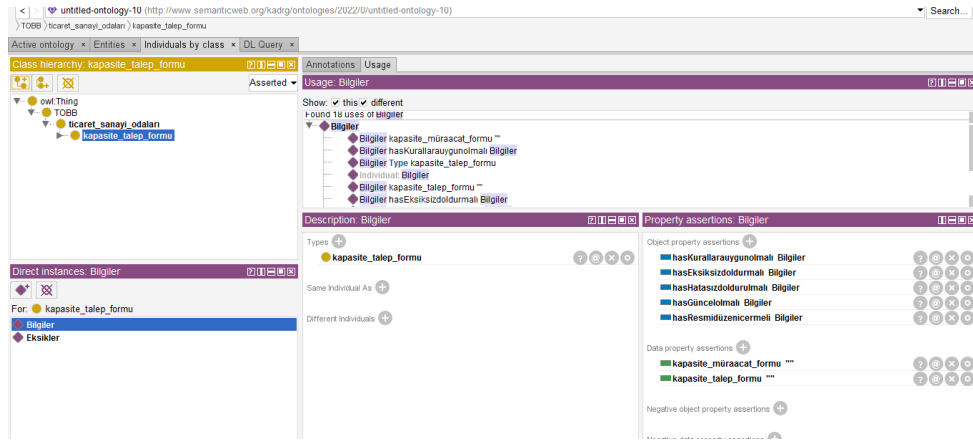 < > untitled-ontology-10 (http://www.semanticweb.org/kadrg/ontologies/2022/0/untitled-ontology-10) Search...
TOBB ticaret_sanayi_odaları kapasite_talep_formu
Active ontology × Entities × Individuals by class × DL Query ×
Class hierarchy: kapasite_talep_formu
Asserted
owl:Thing
TOBB
ticaret_sanayi_odaları
kapasite_talep_formu
Annotations Usage
Usage: Bilgiler
Show: this different
Found 18 uses of Bilgiler
Bilgiler
Bilgiler kapasite_müraacat_formu ""
Bilgiler hasKurallarauygunolmalı Bilgiler
Bilgiler Type kapasite_talep_formu
Individual: Bilgiler
Bilgiler kapasite_talep_formu ""
Bilgiler hasEksiksizdoldurmalı Bilgiler
Direct instances: Bilgiler
For: kapasite_talep_formu
Bilgiler
Eksikler
Description: Bilgiler
Types
kapasite_talep_formu
Same Individual As
Different Individuals
Property assertions: Bilgiler
Object property assertions
hasKurallarauygunolmalı Bilgiler
hasEksiksizdoldurmalı Bilgiler
hasHatasızdoldurulmalı Bilgiler
hasGüncelolmalı Bilgiler
hasResmidüzenicermeli Bilgiler
Data property assertions
kapasite_müraacat_formu ""
kapasite_talep_formu ""
Negative object property assertions
Negative data property assertions